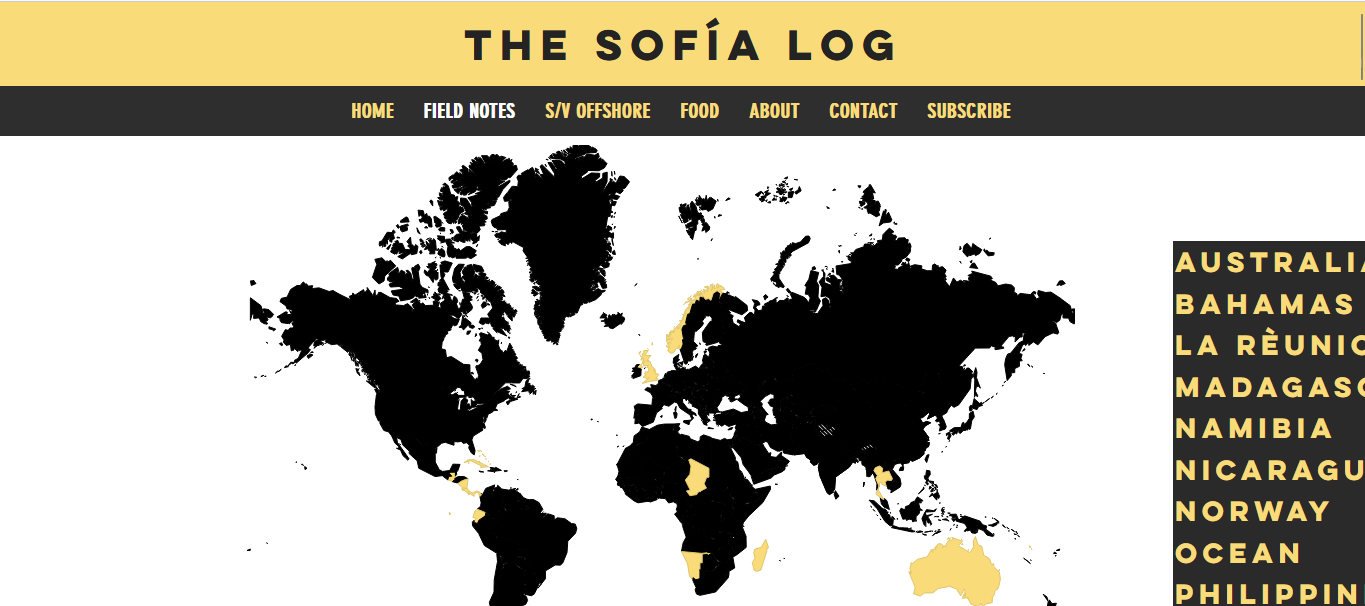 THE SOFÍA LOG
HOME FIELD NOTES S/V OFFSHORE FOOD ABOUT CONTACT SUBSCRIBE
AUSTRALIA
BAHAMAS
LA RÈUNIO
MADAGASC
NAMIBIA
NICARAGU
NORWAY
OCEAN
PHILIPPIN